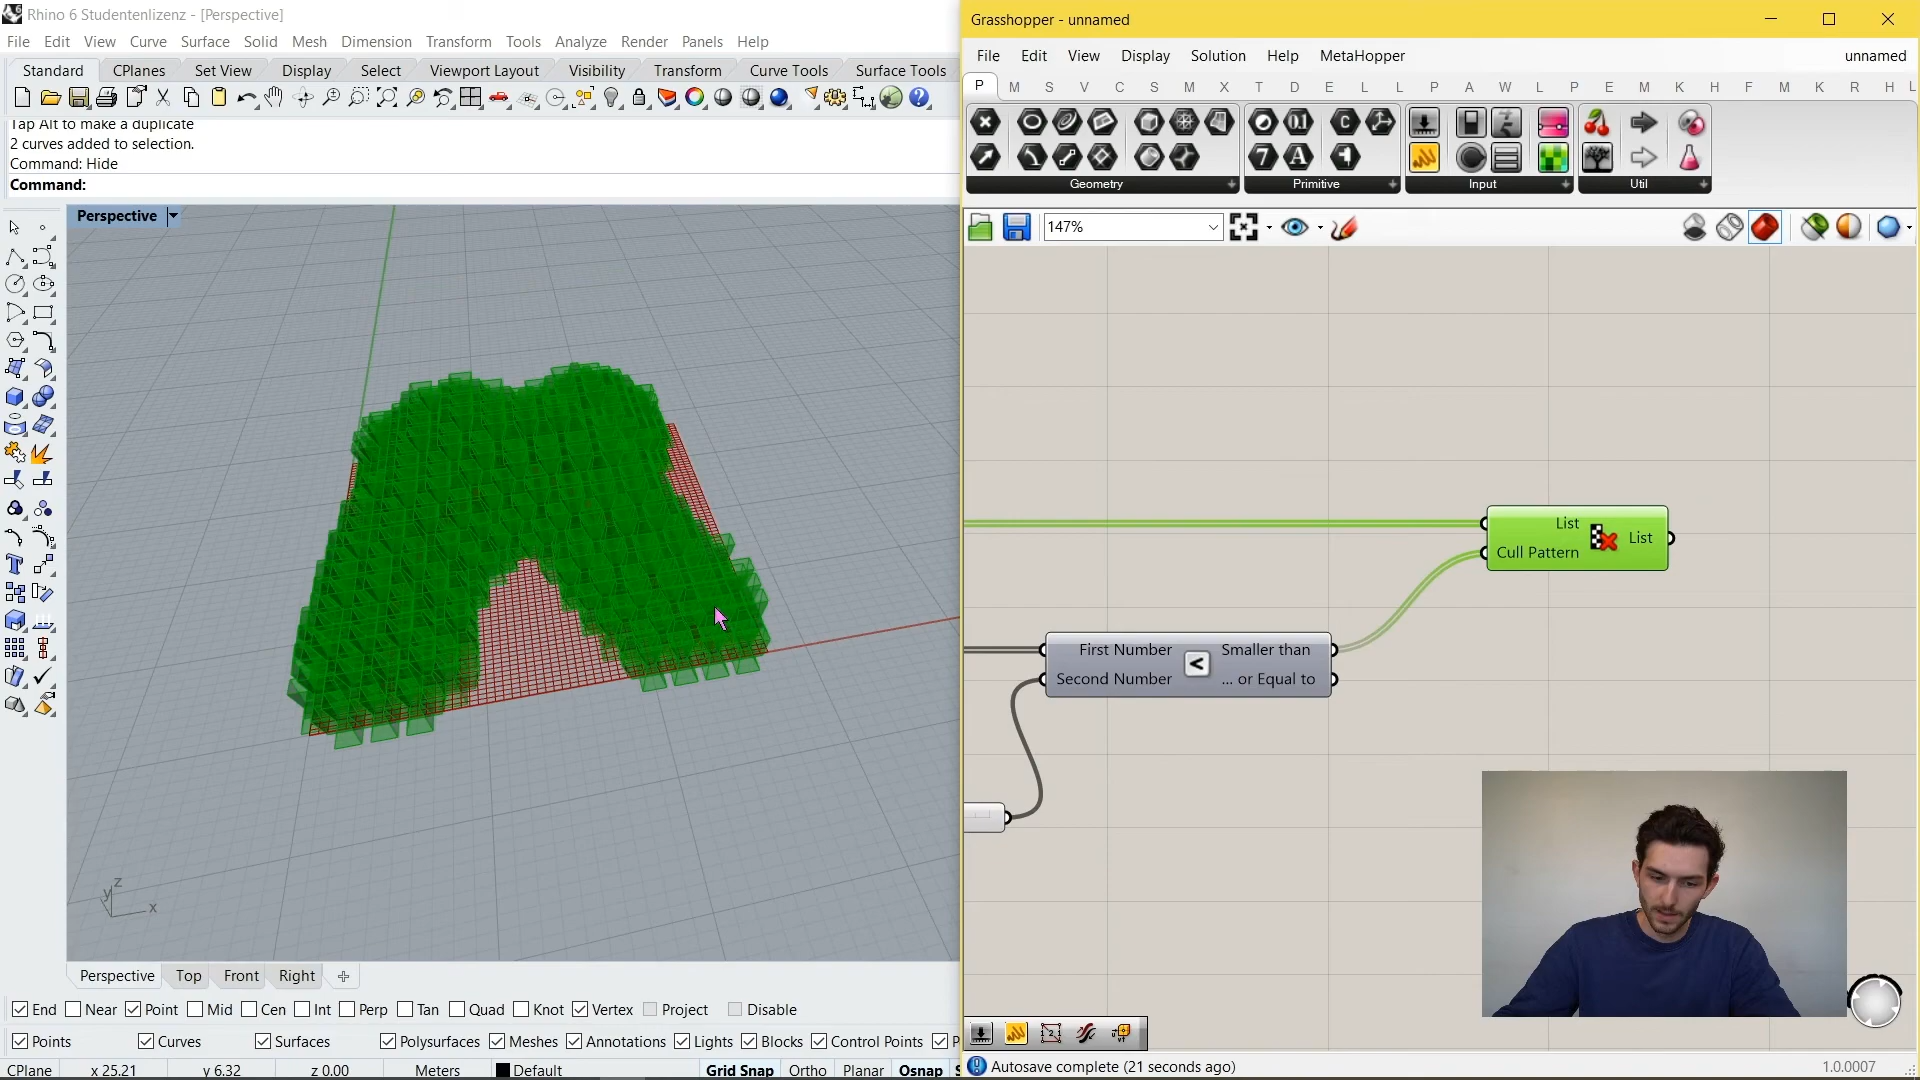 Rhino 6 Studentenlizenz - [Perspective]
File Edit View Curve Surface Solid Mesh Dimension Transform Tools Analyze Render Panels Help
Standard CPlanes Set View Display Select Viewport Layout Visibility Transform Curve Tools Surface Tools
Tap Alt to make a duplicate
2 curves added to selection.
Command: Hide
Command:
Perspective
z
y
x
Perspective Top Front Right
End Near Point Mid Cen Int Perp Tan Quad Knot Vertex Project Disable
Points Curves Surfaces Polysurfaces Meshes Annotations Lights Blocks Control Points P
CPlane x 25.21 y 6.32 z 0.00 Meters Default Grid Snap Ortho Planar Osnap S
Grasshopper - unnamed
File Edit View Display Solution Help MetaHopper unnamed
P M S V C S M X T D E L L P A W L P E M K H F M K R H L
Geometry Primitive Input Util
147%
List
Cull Pattern
List
First Number
Second Number
<
Smaller than
... or Equal to
Autosave complete (21 seconds ago)
1.0.0007